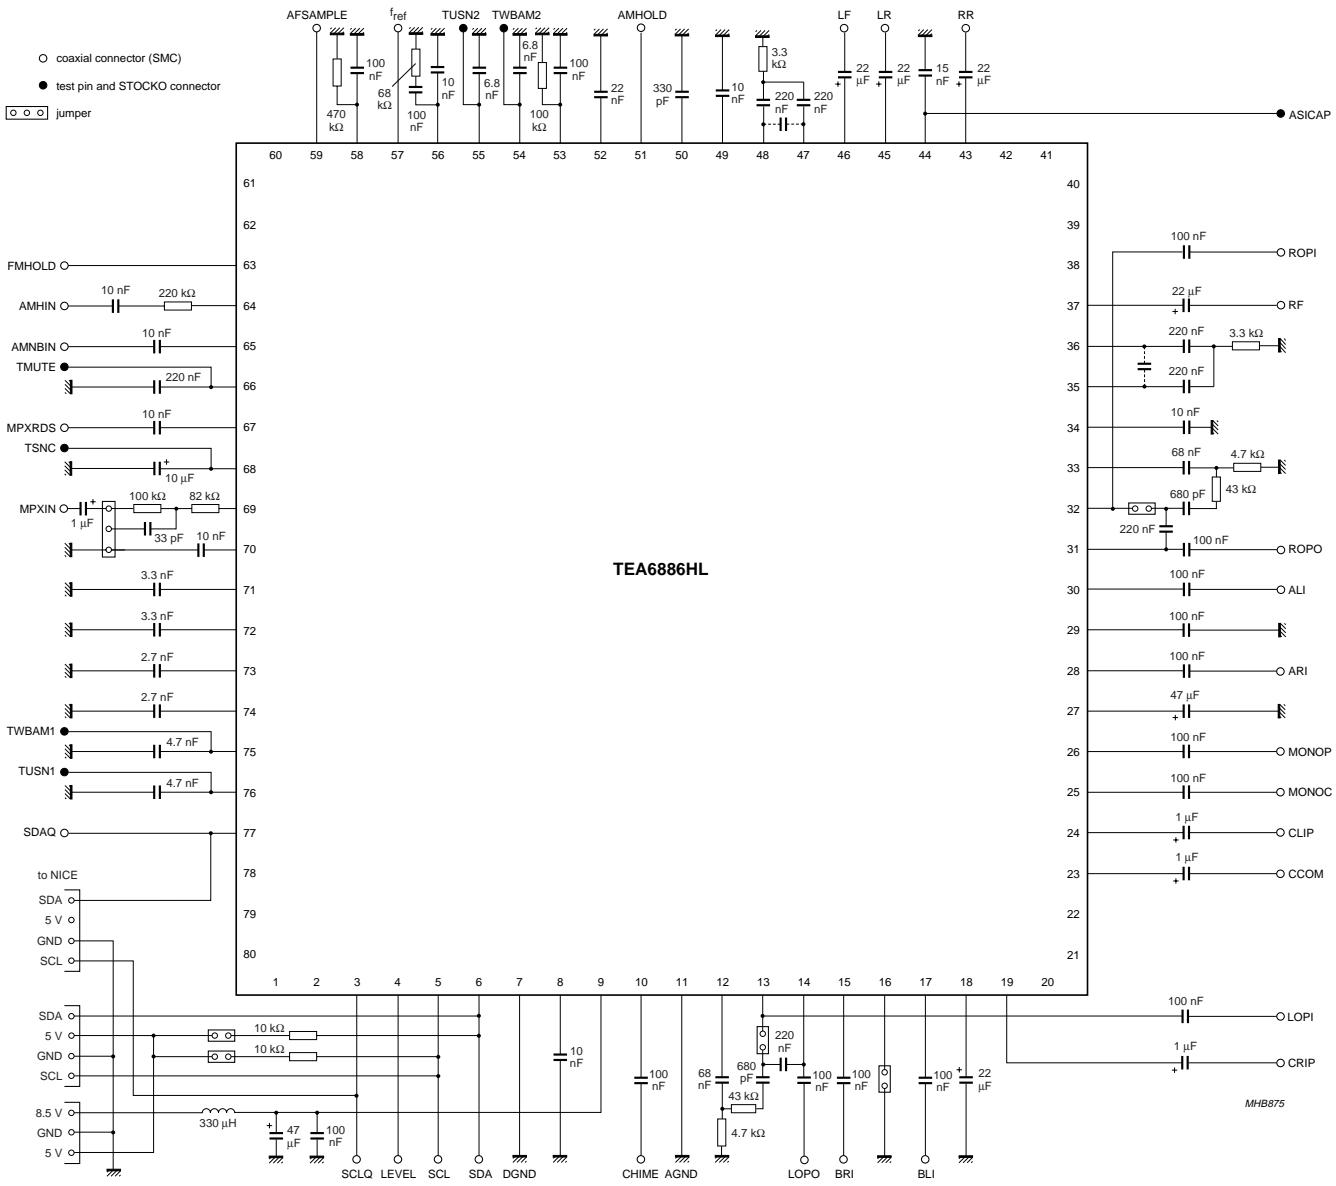 AFSAMPLE
fref
TUSN2
TWBAM2
AMHOLD
LF
LR
RR
coaxial connector (SMC)
test pin and STOCKO connector
jumper
470 kΩ
100 nF
68 kΩ
100 nF
10 nF
6.8 nF
6.8 nF
100 kΩ
100 nF
22 nF
330 pF
10 nF
3.3 kΩ
220 nF
220 nF
22 μF
+
22 μF
+
15 nF
22 μF
+
ASICAP
60 59 58 57 56 55 54 53 52 51 50 49 48 47 46 45 44 43 42 41
61
62
63
64
65
66
67
68
69
70
71
72
73
74
75
76
77
78
79
80
40
39
38
37
36
35
34
33
32
31
30
29
28
27
26
25
24
23
22
21
TEA6886HL
FMHOLD
AMHIN
10 nF
220 kΩ
AMNBIN
10 nF
TMUTE
220 nF
MPXRDS
10 nF
TSNC
+
10 μF
MPXIN
+
1 μF
100 kΩ
82 kΩ
33 pF
10 nF
3.3 nF
3.3 nF
2.7 nF
2.7 nF
TWBAM1
4.7 nF
TUSN1
4.7 nF
SDAQ
to NICE
SDA
5 V
GND
SCL
SDA
5 V
GND
SCL
10 kΩ
10 kΩ
8.5 V
GND
5 V
330 μH
+
47 μF
100 nF
100 nF
ROPI
22 μF
+
RF
220 nF
3.3 kΩ
220 nF
10 nF
68 nF
4.7 kΩ
43 kΩ
680 pF
220 nF
100 nF
ROPO
100 nF
ALI
100 nF
100 nF
ARI
47 μF
+
100 nF
MONOP
100 nF
MONOC
1 μF
+
CLIP
1 μF
+
CCOM
100 nF
LOPI
1 μF
+
CRIP
1 2 3 4 5 6 7 8 9 10 11 12 13 14 15 16 17 18 19 20
10 nF
100 nF
68 nF
680 pF
220 nF
43 kΩ
4.7 kΩ
100 nF
100 nF
100 nF
+
22 μF
SCLQ
LEVEL
SCL
SDA
DGND
CHIME
AGND
LOPO
BRI
BLI
MHB875